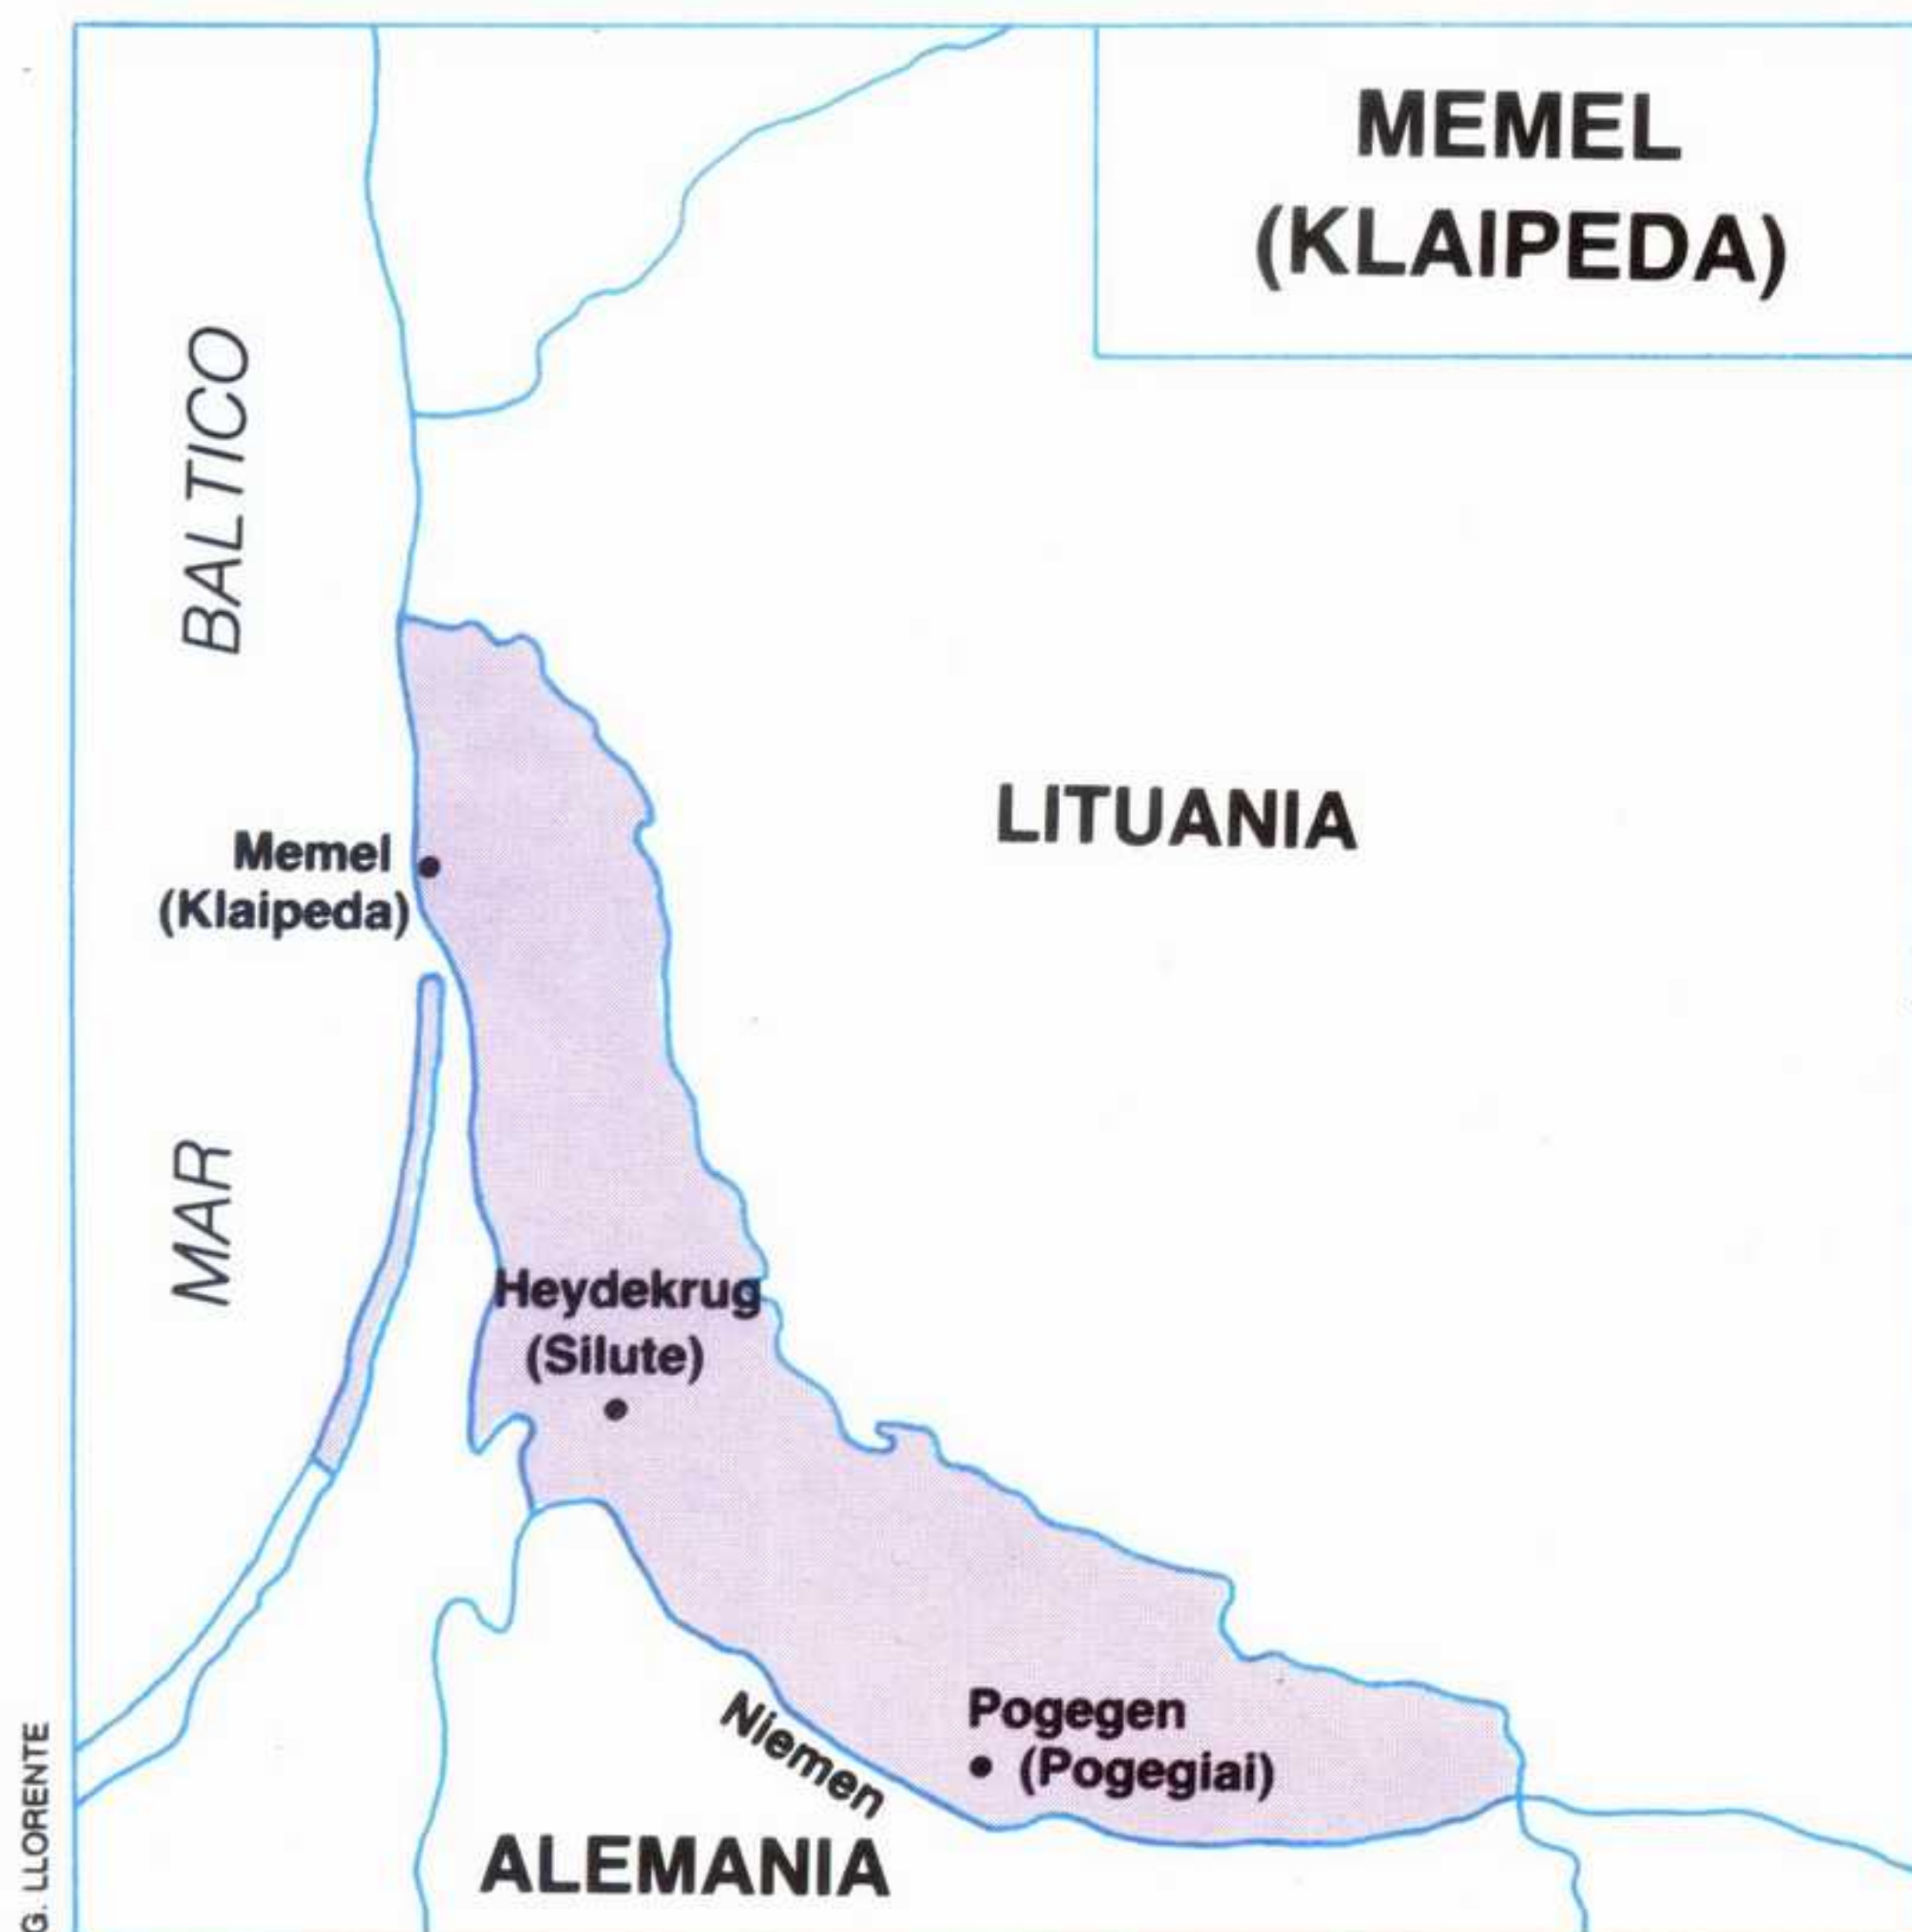 MEMEL
(KLAIPEDA)
MAR BALTICO
LITUANIA
Memel
(Klaipeda)
Heydekrug
(Silute)
Pogegen
(Pogegiai)
Niemen
ALEMANIA
G. LLORENTE